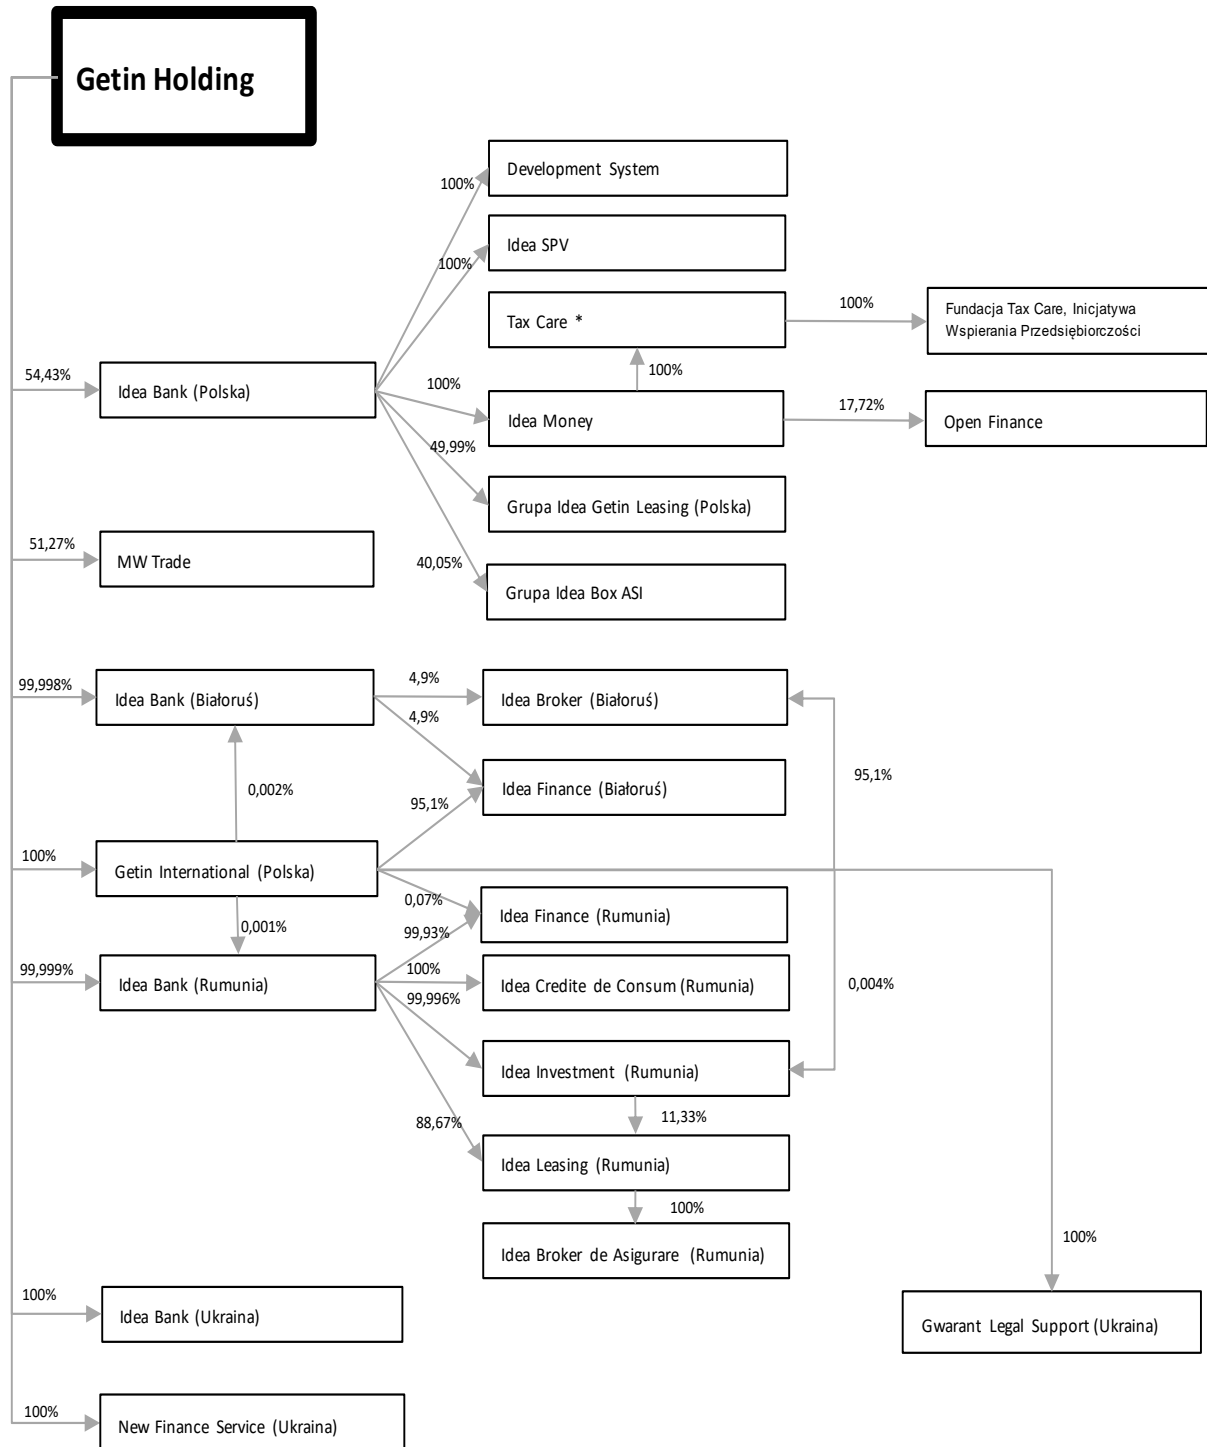 Getin Holding
Development System
100%
Idea SPV
100%
Tax Care *
100%
Fundacja Tax Care, Inicjatywa
Wspierania Przedsiębiorczości
100%
54,43%
Idea Bank (Polska)
100%
Idea Money
17,72%
Open Finance
49,99%
Grupa Idea Getin Leasing (Polska)
51,27%
MW Trade
40,05%
Grupa Idea Box ASI
99,998%
Idea Bank (Białoruś)
4,9%
Idea Broker (Białoruś)
4,9%
95,1%
Idea Finance (Białoruś)
0,002%
95,1%
100%
Getin International (Polska)
0,07%
Idea Finance (Rumunia)
0,001%
99,93%
99,999%
Idea Bank (Rumunia)
100%
Idea Credite de Consum (Rumunia)
0,004%
99,996%
Idea Investment (Rumunia)
11,33%
88,67%
Idea Leasing (Rumunia)
100%
Idea Broker de Asigurare (Rumunia)
100%
100%
Idea Bank (Ukraina)
Gwarant Legal Support (Ukraina)
100%
New Finance Service (Ukraina)